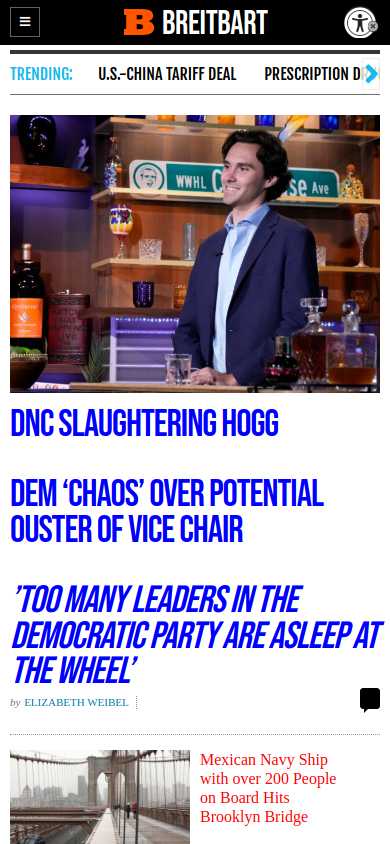 BREITBART
TRENDING:
U.S.-CHINA TARIFF DEAL
PRESCRIPTION D
WWHL
Ave
DNC SLAUGHTERING HOGG
DEM ‘CHAOS’ OVER POTENTIAL
OUSTER OF VICE CHAIR
’TOO MANY LEADERS IN THE
DEMOCRATIC PARTY ARE ASLEEP AT
THE WHEEL’
by ELIZABETH WEIBEL
Mexican Navy Ship
with over 200 People
on Board Hits
Brooklyn Bridge